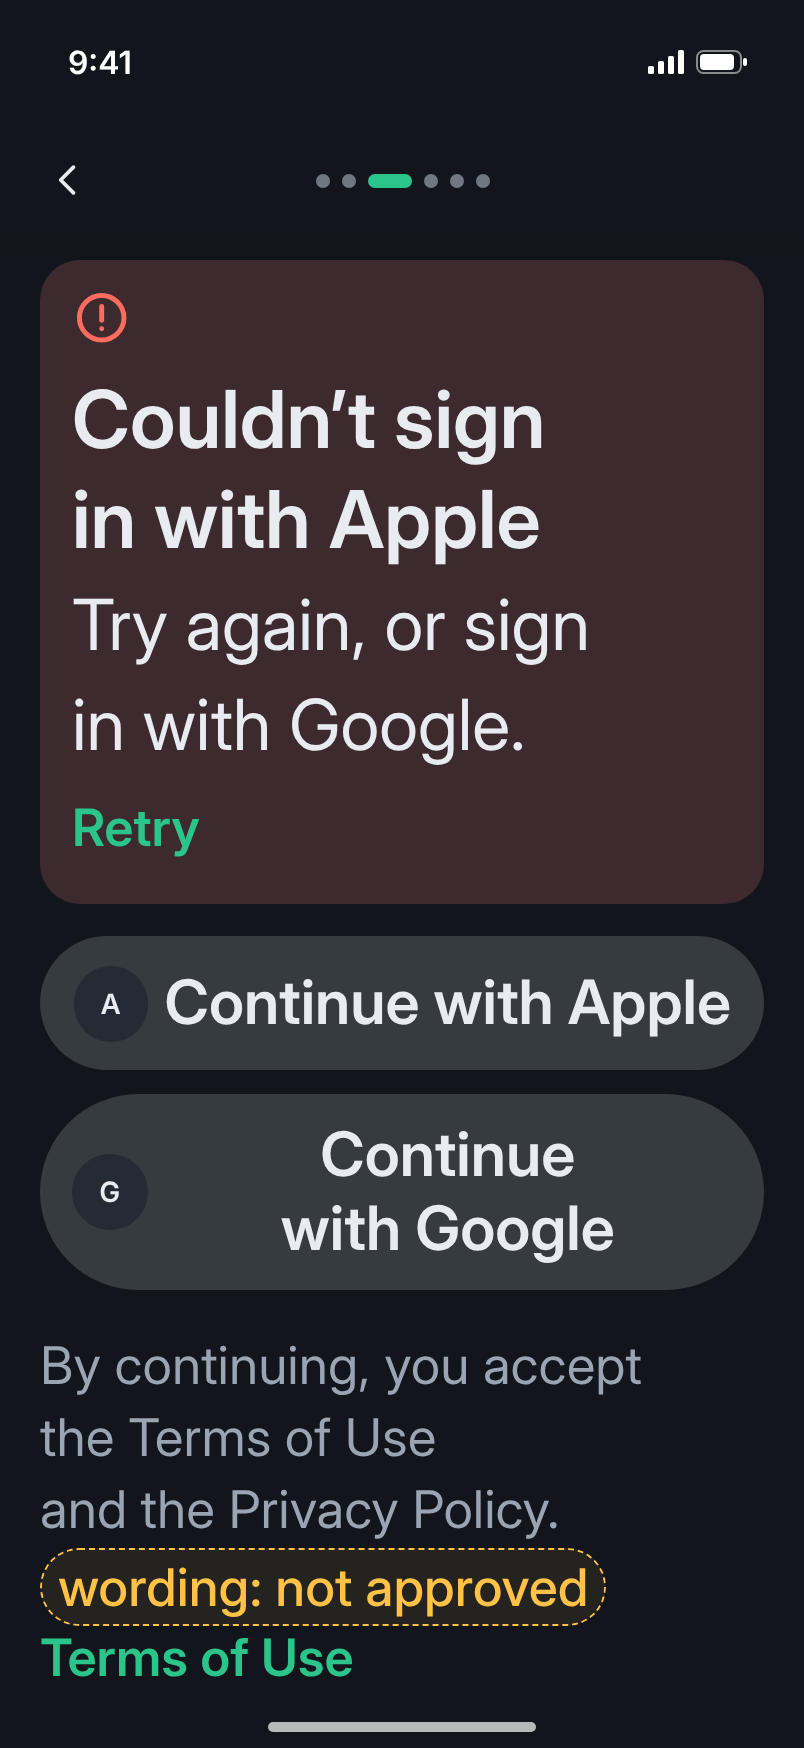 9:41
Couldn’t sign
in with Apple
Try again, or sign
in with Google.
Retry
A Continue with Apple
G Continue
with Google
By continuing, you accept
the Terms of Use
and the Privacy Policy.
wording: not approved
Terms of Use